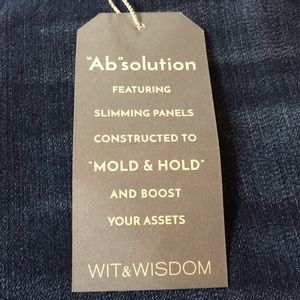 "Ab"solution
FEATURING
SLIMMING PANELS
CONSTRUCTED TO
"MOLD & HOLD"
AND BOOST
YOUR ASSETS
WIT&WISDOM